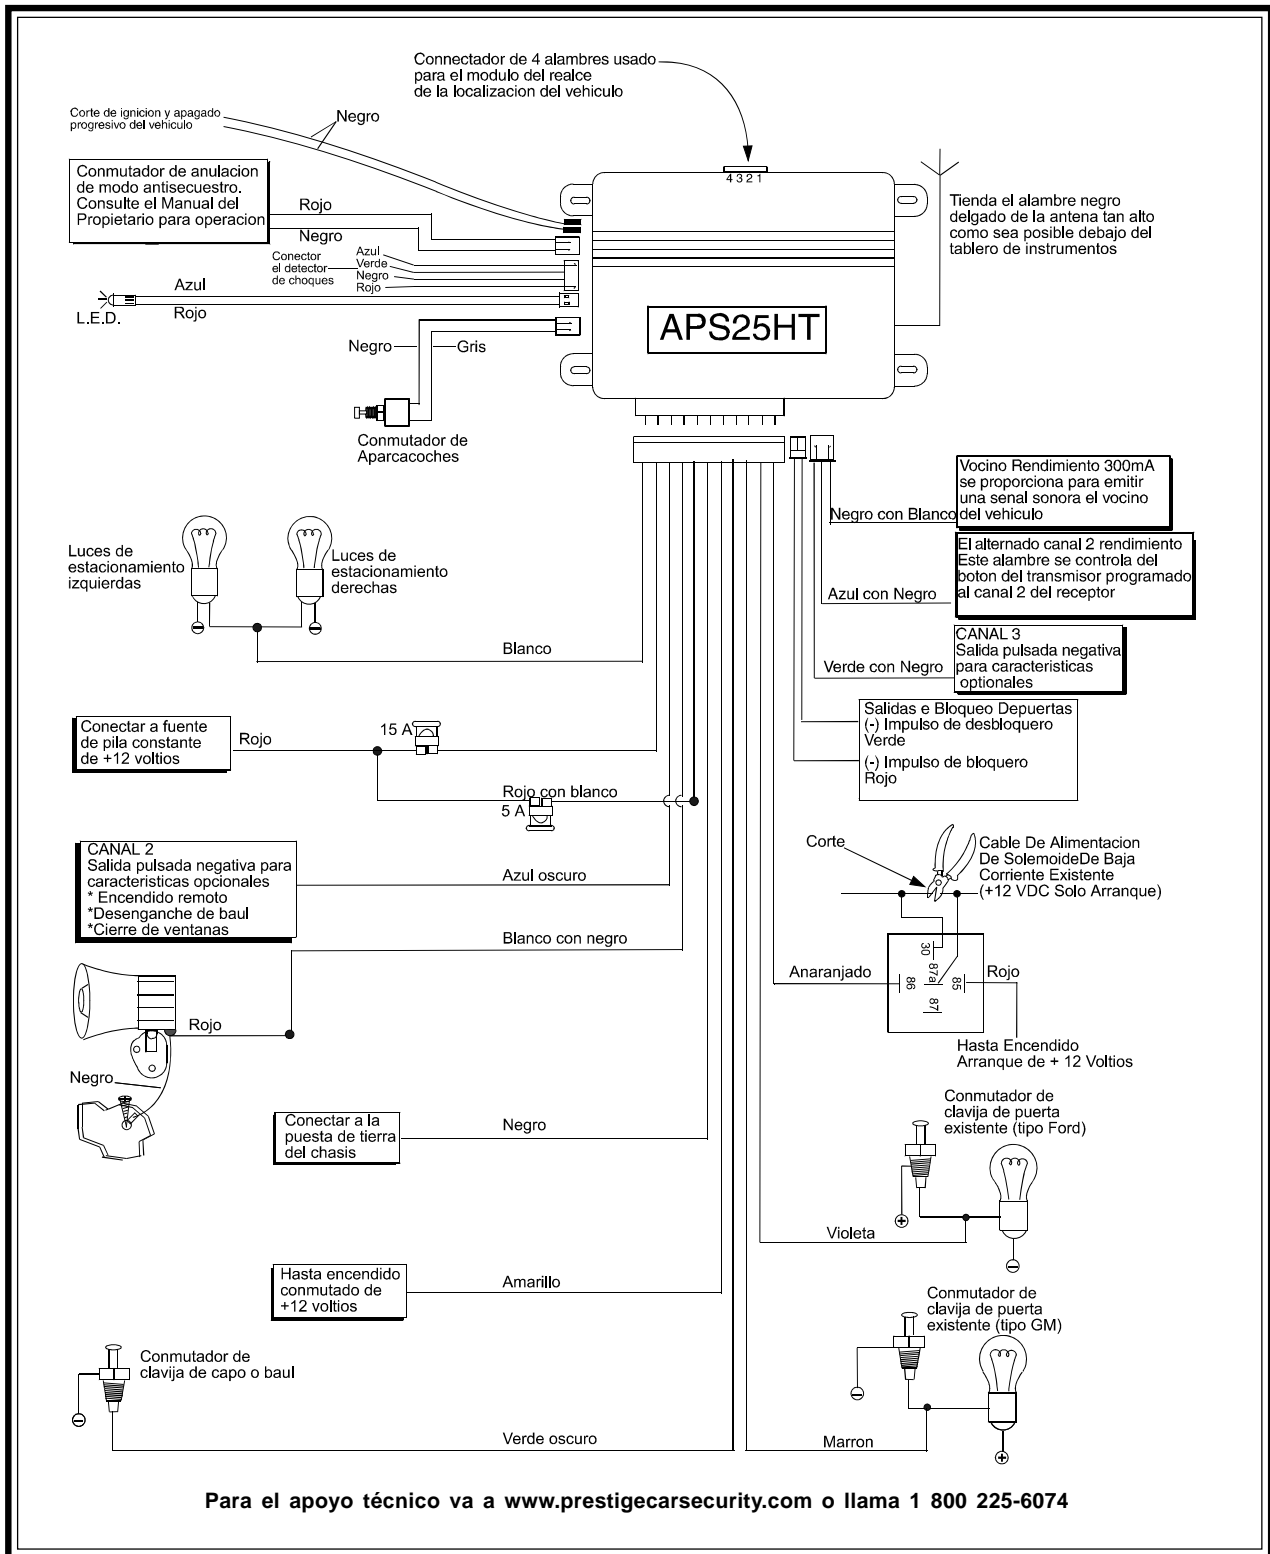 Connectador de 4 alambres usado
para el modulo del realce
de la localizacion del vehiculo
Corte de ignicion y apagado
progresivo del vehiculo
Negro
4 3 2 1
Conmutador de anulacion
de modo antisecuestro.
Consulte el Manual del
Propietario para operacion
Rojo
Negro
Tienda el alambre negro
delgado de la antena tan alto
como sea posible debajo del
tablero de instrumentos
Conector
el detector
de choques
Azul
Verde
Negro
Rojo
Azul
Rojo
L.E.D.
APS25HT
Negro
Gris
Conmutador de
Aparcacoches
Vocino Rendimiento 300mA
se proporciona para emitir
una senal sonora el vocino
del vehiculo
Negro con Blanco
El alternado canal 2 rendimiento
Este alambre se controla del
boton del transmisor programado
al canal 2 del receptor
Azul con Negro
CANAL 3
Salida pulsada negativa
para caracteristicas
optionales
Verde con Negro
Luces de
estacionamiento
izquierdas
Luces de
estacionamiento
derechas
Blanco
Salidas e Bloqueo Depuertas
(-) Impulso de desbloquero
Verde
(-) Impulso de bloquero
Rojo
Conectar a fuente
de pila constante
de +12 voltios
Rojo
15 A
Rojo con blanco
5 A
Corte
Cable De Alimentacion
De SolemoideDe Baja
Corriente Existente
(+12 VDC Solo Arranque)
CANAL 2
Salida pulsada negativa para
caracteristicas opcionales
* Encendido remoto
*Desenganche de baul
*Cierre de ventanas
Azul oscuro
Blanco con negro
Anaranjado
30
87a
86
85
87
Rojo
Hasta Encendido
Arranque de + 12 Voltios
Rojo
Negro
Conectar a la
puesta de tierra
del chasis
Negro
Conmutador de
clavija de puerta
existente (tipo Ford)
Violeta
Hasta encendido
conmutado de
+12 voltios
Amarillo
Conmutador de
clavija de puerta
existente (tipo GM)
Conmutador de
clavija de capo o baul
Verde oscuro
Marron
Para el apoyo técnico va a www.prestigecarsecurity.com o llama 1 800 225-6074